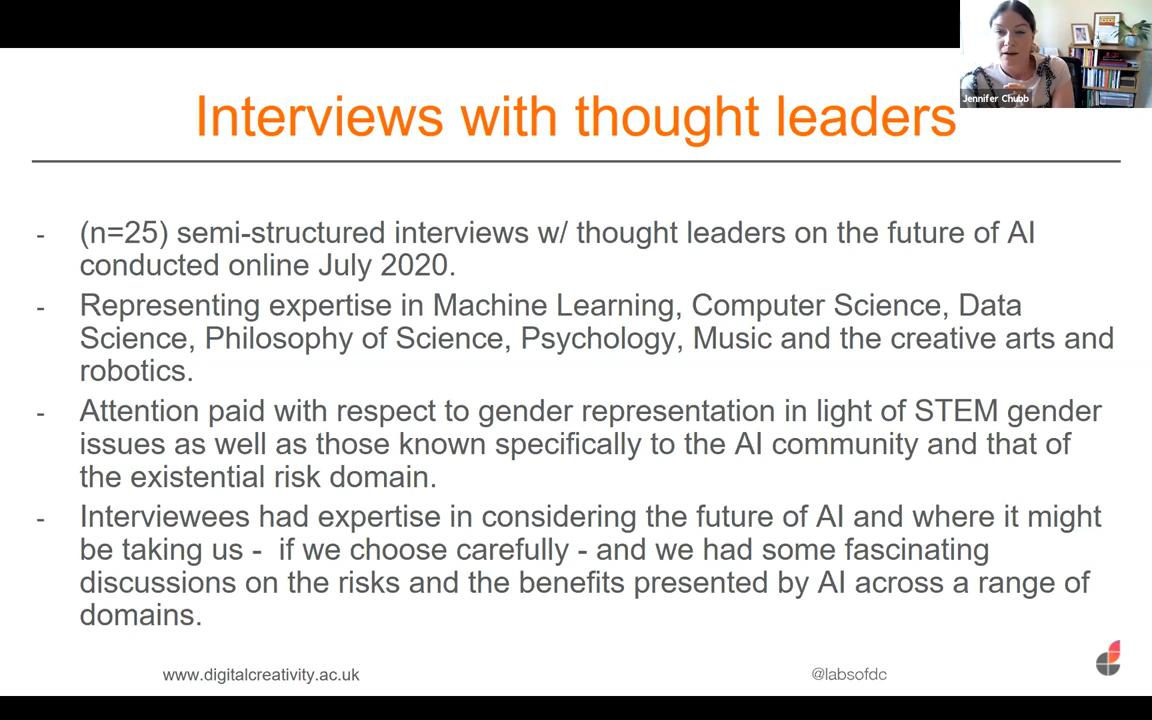 Jennifer Chubb
Interviews with thought leaders
- (n=25) semi-structured interviews w/ thought leaders on the future of AI
conducted online July 2020.
- Representing expertise in Machine Learning, Computer Science, Data
Science, Philosophy of Science, Psychology, Music and the creative arts and
robotics.
- Attention paid with respect to gender representation in light of STEM gender
issues as well as those known specifically to the AI community and that of
the existential risk domain.
- Interviewees had expertise in considering the future of AI and where it might
be taking us -  if we choose carefully - and we had some fascinating
discussions on the risks and the benefits presented by AI across a range of
domains.
www.digitalcreativity.ac.uk
@labsofdc